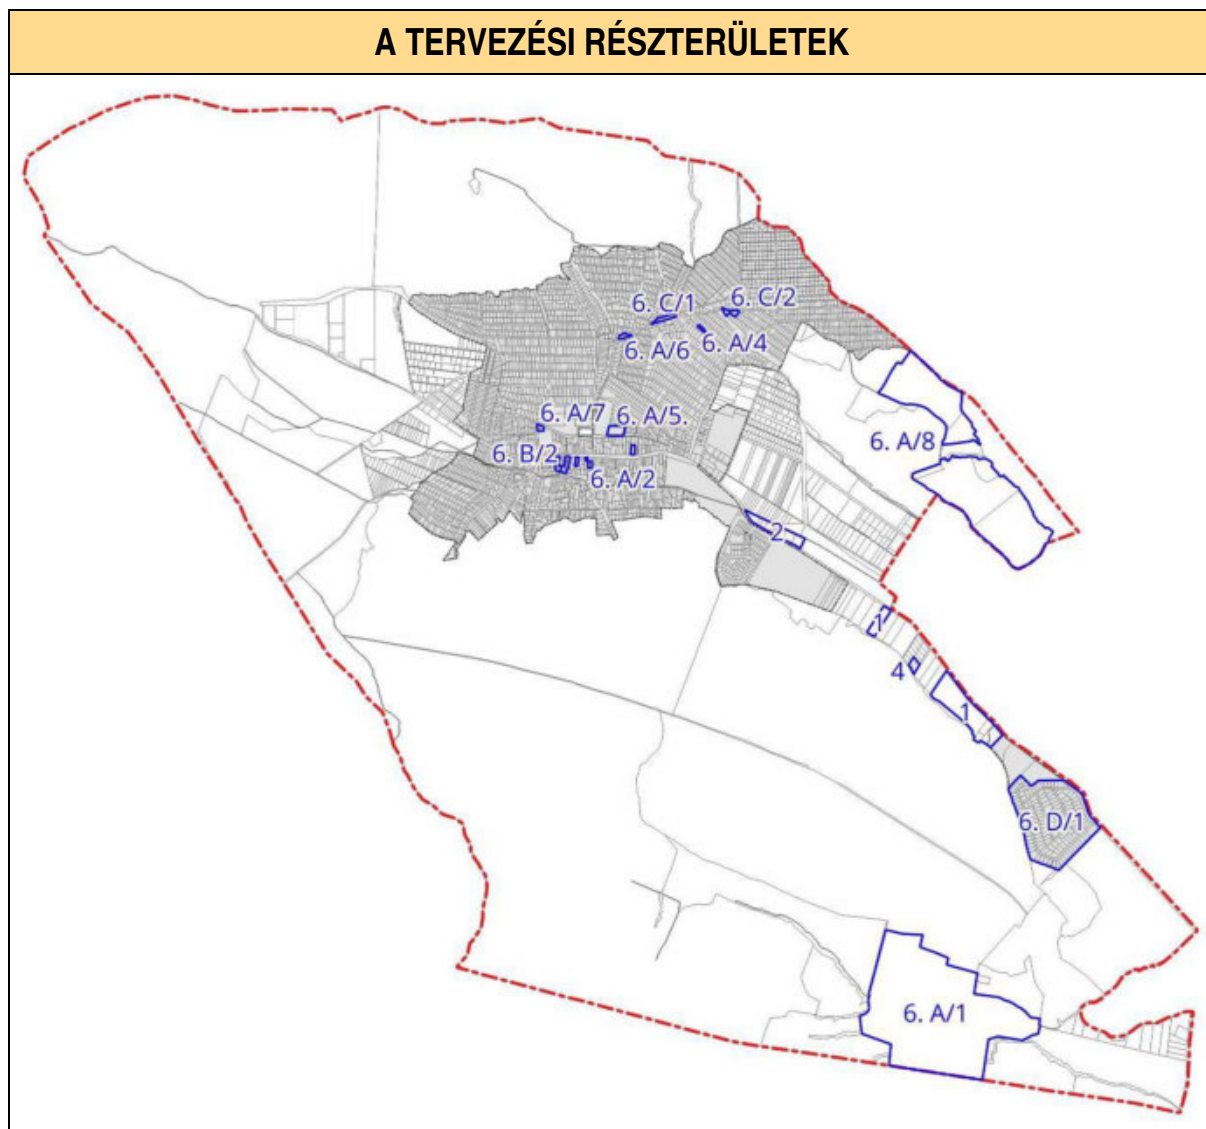 A TERVEZÉSI RÉSZTERÜLETEK
6. C/1
6. C/2
6. A/6
6. A/4
6. A/7
6. A/5.
6. A/8
6. B/2
6. A/2
2
1
4
1
6. D/1
6. A/1